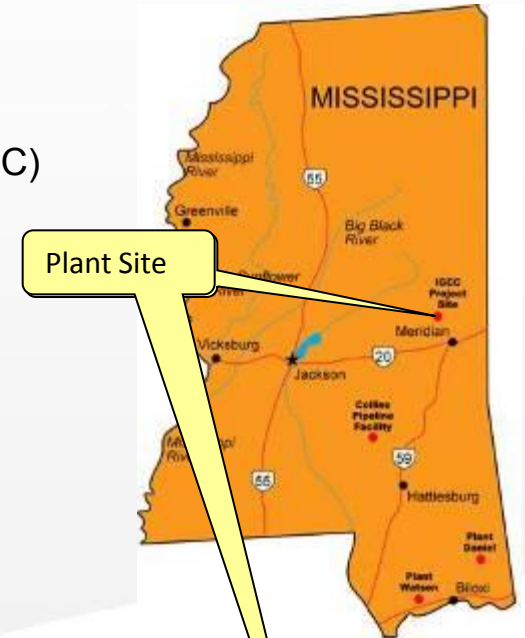 MISSISSIPPI
C)
Mississippi
River
55
Greenville
Big Black
River
Plant Site
IGCC
Project
Site
Meridian
Vicksburg
20
Jackson
Collins
Pipeline
Facility
59
55
Hattiesburg
Plant
Daniel
Plant
Watson
Biloxi